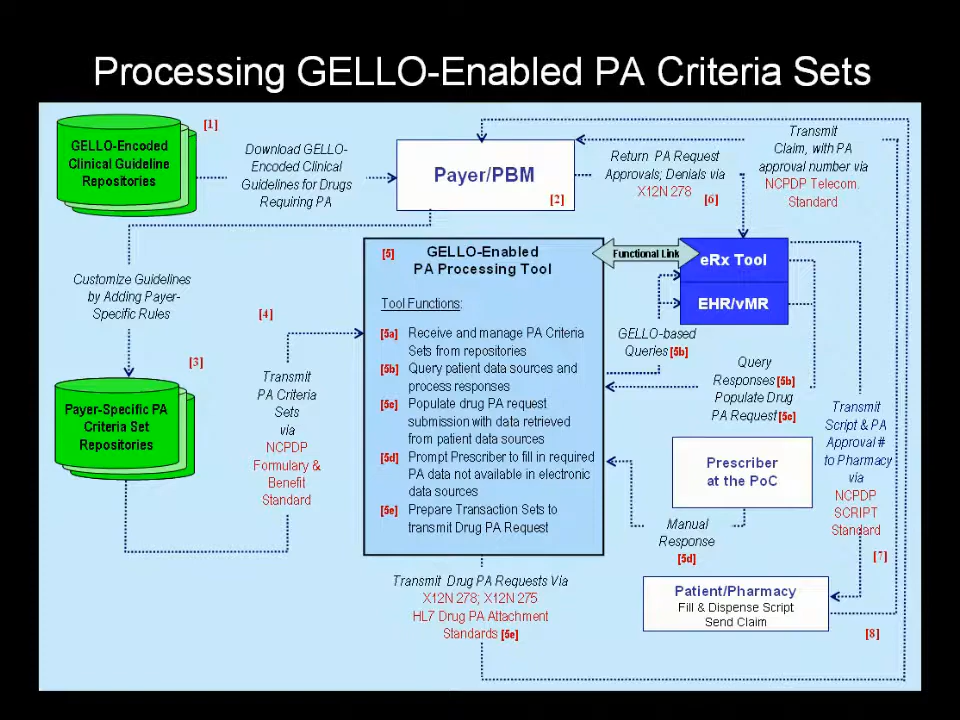 Processing GELLO-Enabled PA Criteria Sets
GELLO-Encoded
Clinical Guideline
Repositories
[1]
Download GELLO-
Encoded Clinical
Guidelines for Drugs
Requiring PA
Payer/PBM
[2]
Return PA Request
Approvals; Denials via
X12N 278
[6]
Transmit
Claim, with PA
approval number via
NCPDP Telecom.
Standard
Customize Guidelines
by Adding Payer-
Specific Rules
[3]
Payer-Specific PA
Criteria Set
Repositories
[4]
Transmit
PA Criteria
Sets
via
NCPDP
Formulary &
Benefit
Standard
[5]
GELLO-Enabled
PA Processing Tool
Tool Functions:
[5a] Receive and manage PA Criteria
Sets from repositories
[5b] Query patient data sources and
process responses
[5c] Populate drug PA request
submission with data retrieved
from patient data sources
[5d] Prompt Prescriber to fill in required
PA data not available in electronic
data sources
[5e] Prepare Transaction Sets to
transmit Drug PA Request
Functional Link
eRx Tool
EHR/vMR
GELLO-based
Queries [5b]
Query
Responses [5b]
Populate Drug
PA Request [5c]
Prescriber
at the PoC
Manual
Response
[5d]
Transmit
Script & PA
Approval #
to Pharmacy
via
NCPDP
SCRIPT
Standard
[7]
Patient/Pharmacy
Fill & Dispense Script
Send Claim
[8]
Transmit Drug PA Requests Via
X12N 278; X12N 275
HL7 Drug PA Attachment
Standards [5e]